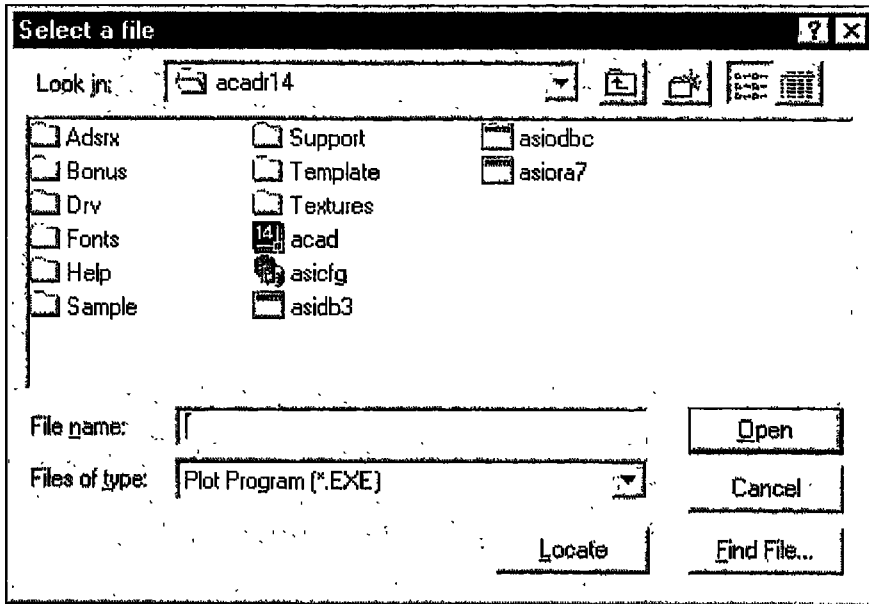 Select a file
Look in: acadr14
Adsrx Support asiodbc
Bonus Template asiora7
Drv Textures
Fonts 14 acad
Help asicfg
Sample asidb3
File name: Open
Files of type: Plot Program (*.EXE) Cancel
Locate Find File...